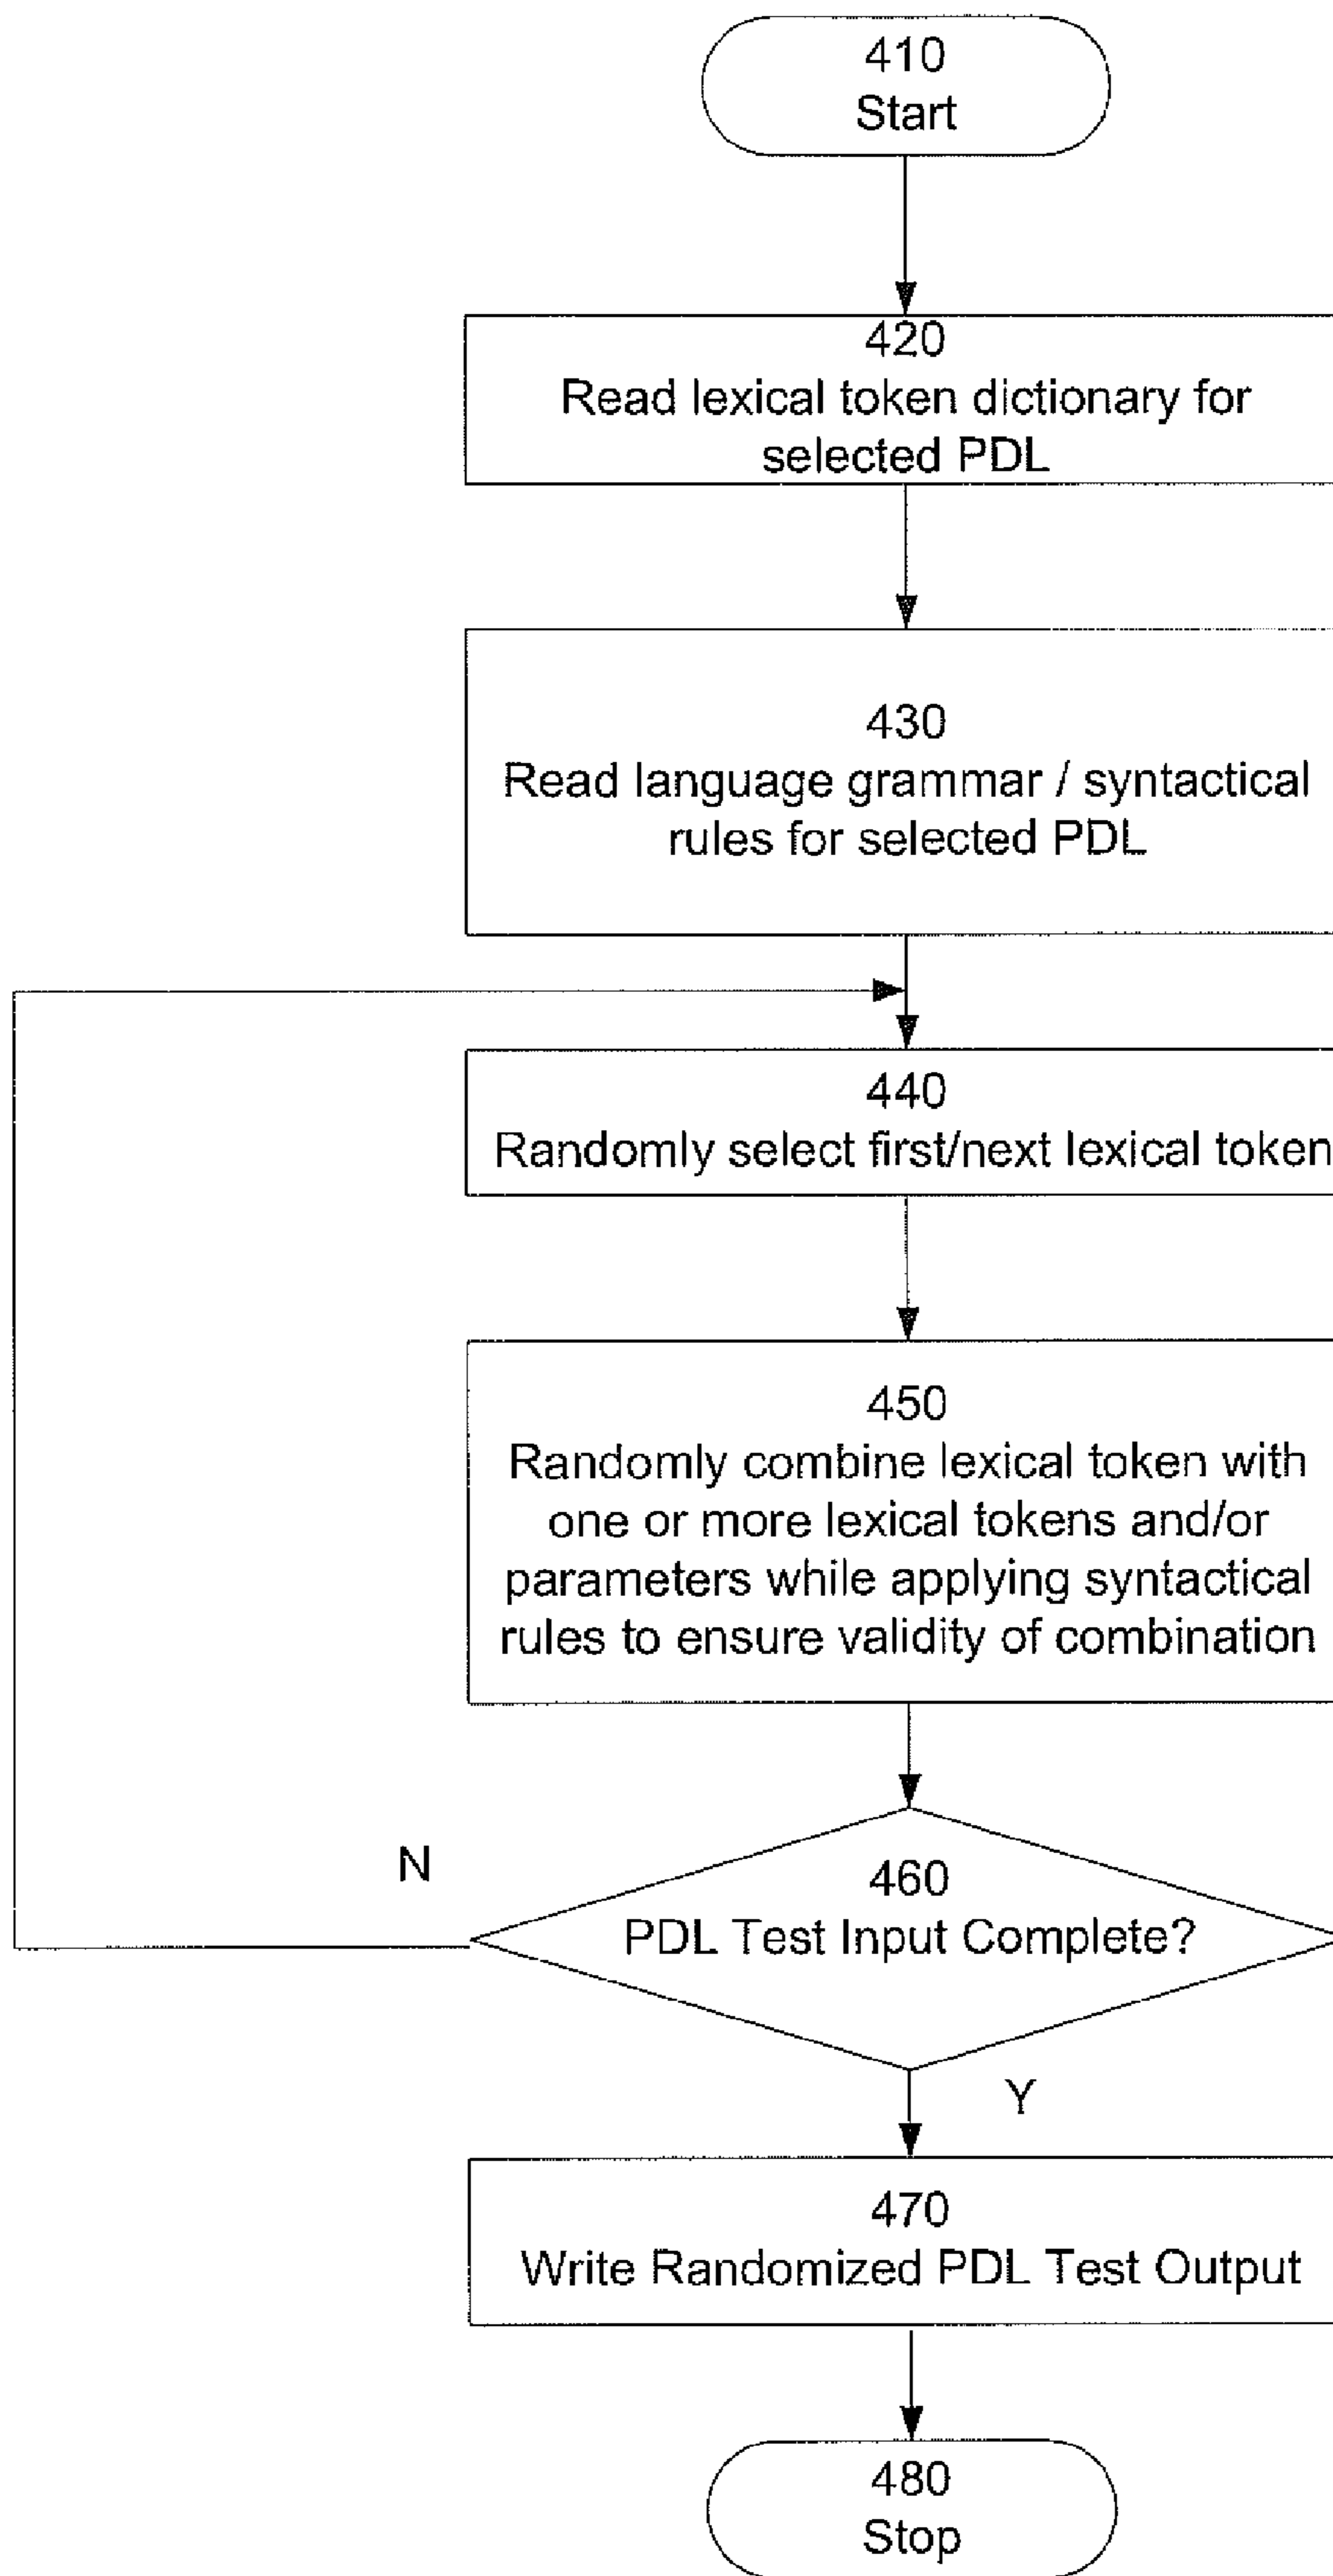 410
Start
420
Read lexical token dictionary for
selected PDL
430
Read language grammar / syntactical
rules for selected PDL
440
Randomly select first/next lexical token
450
Randomly combine lexical token with
one or more lexical tokens and/or
parameters while applying syntactical
rules to ensure validity of combination
N
460
PDL Test Input Complete?
Y
470
Write Randomized PDL Test Output
480
Stop